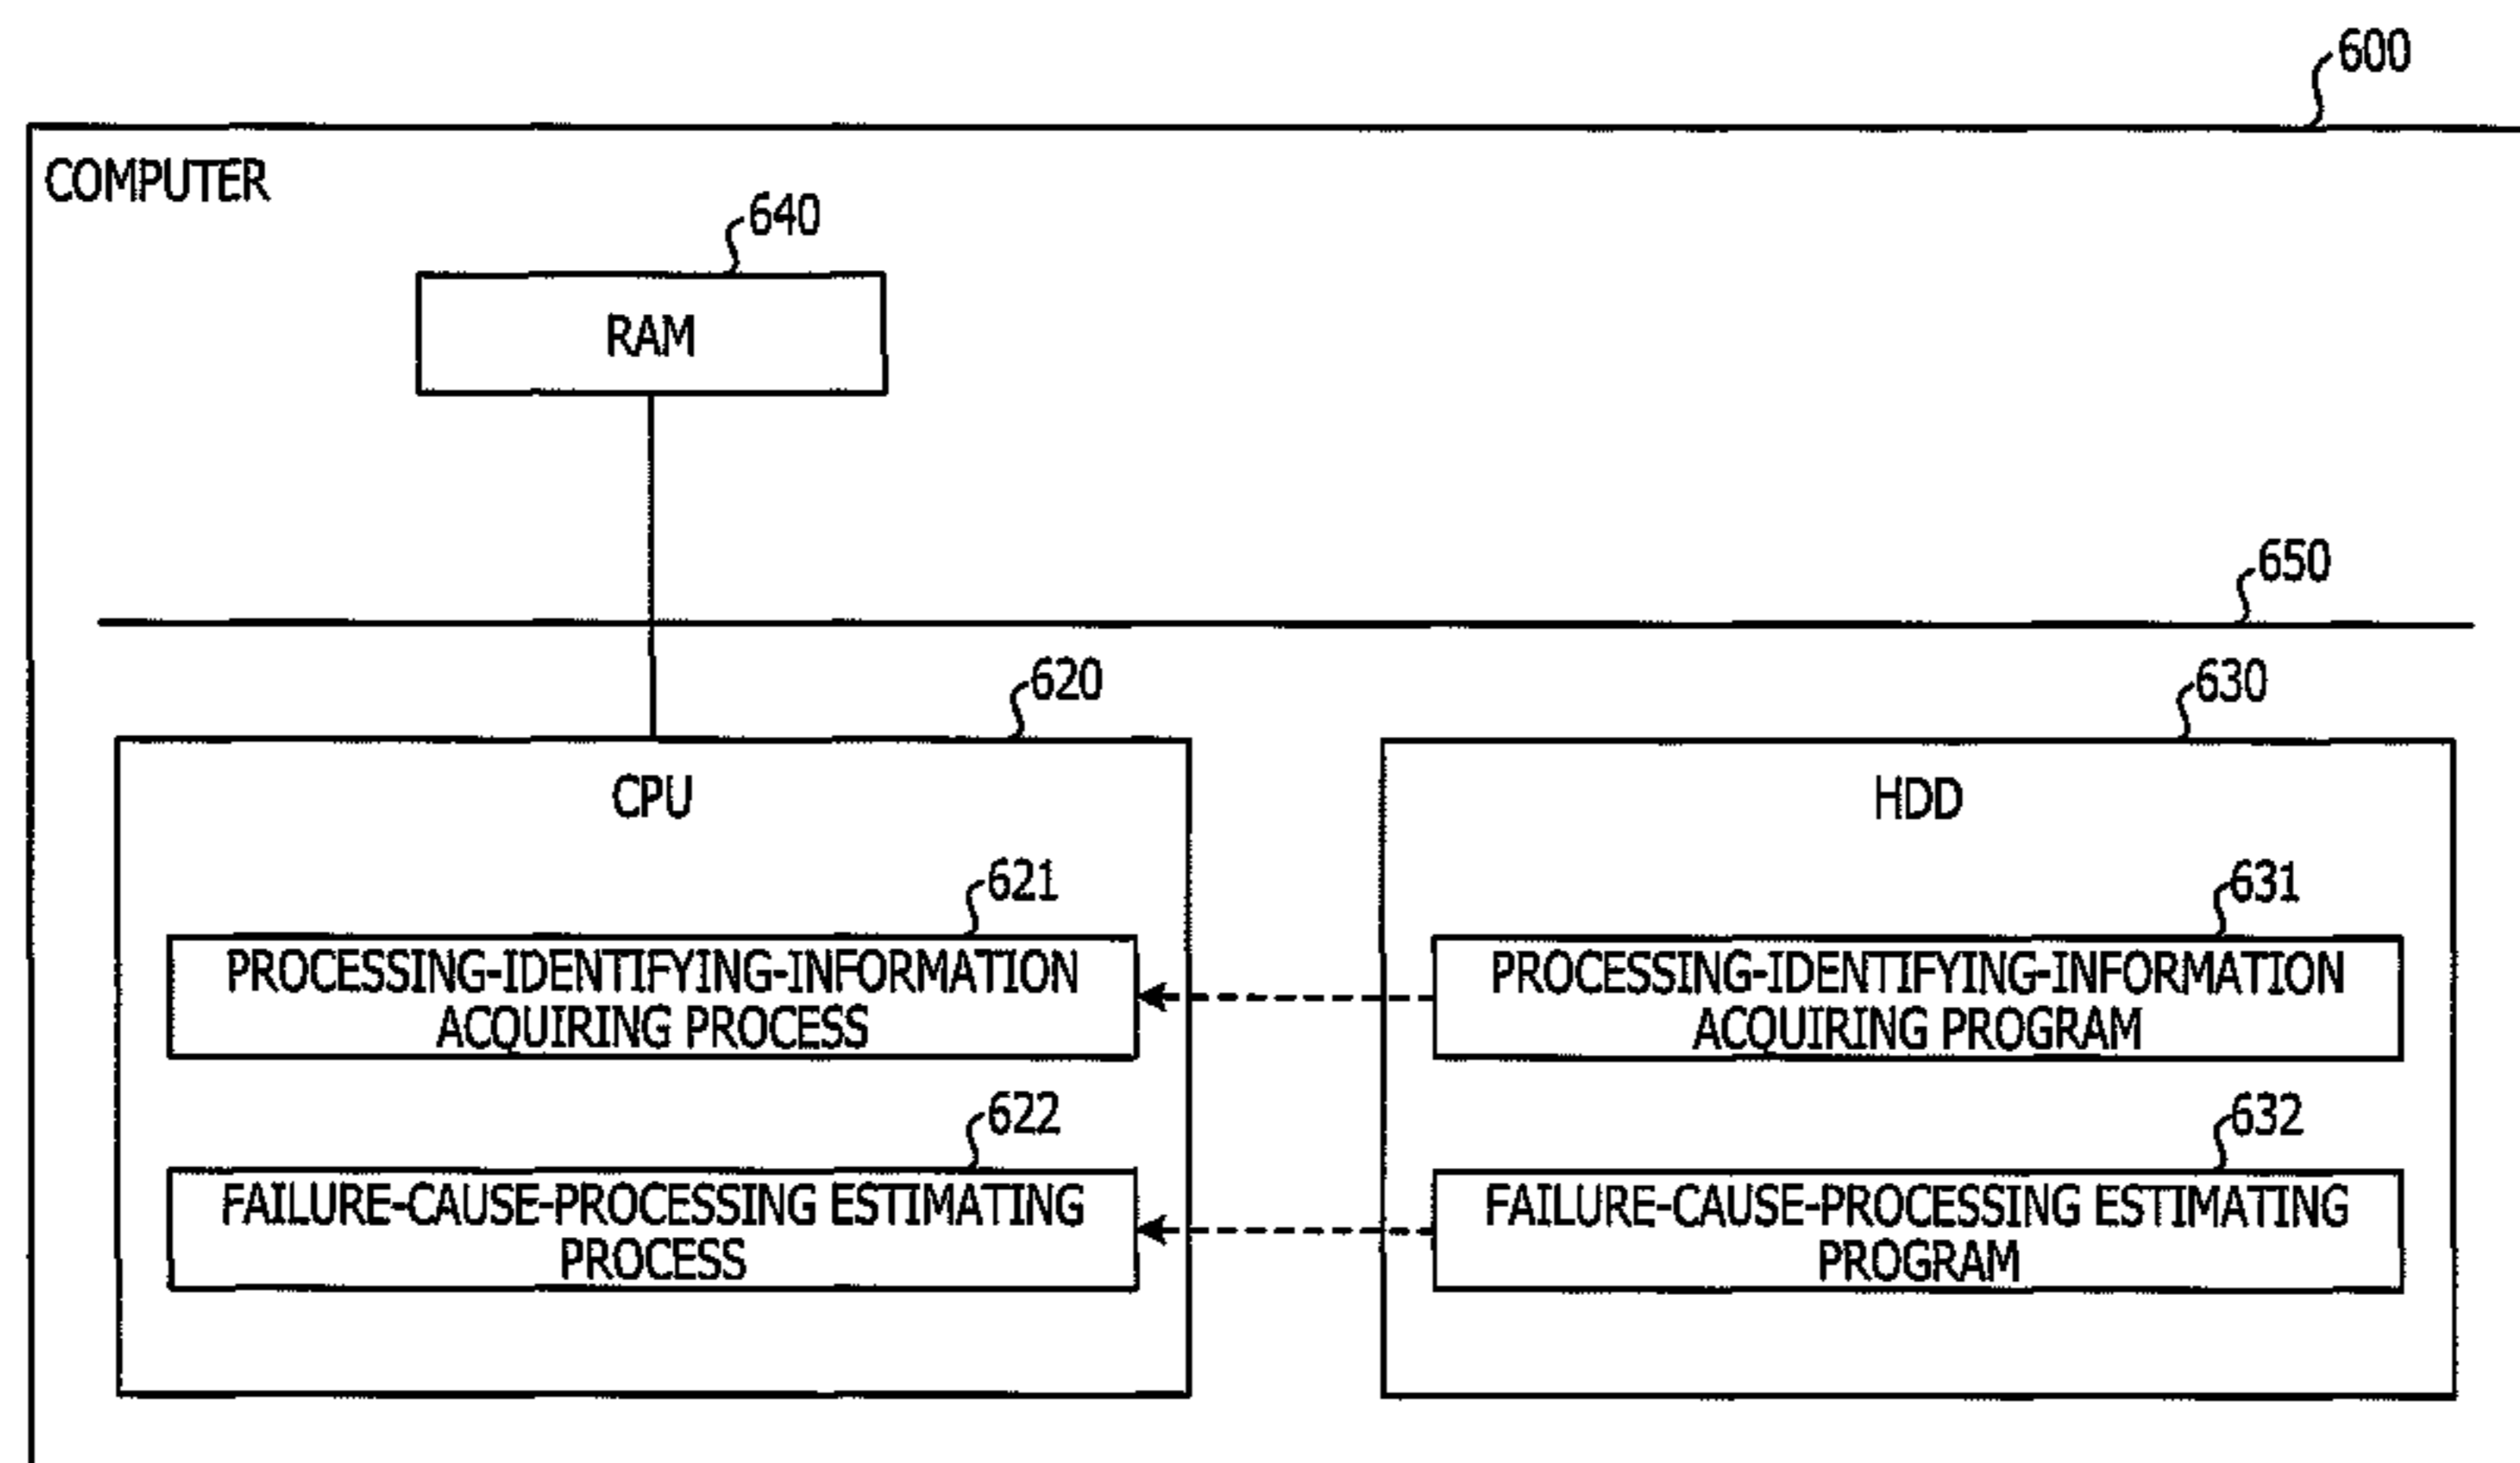 600
COMPUTER
640
RAM
650
620
630
CPU
HDD
621
631
PROCESSING-IDENTIFYING-INFORMATION
ACQUIRING PROCESS
PROCESSING-IDENTIFYING-INFORMATION
ACQUIRING PROGRAM
622
632
FAILURE-CAUSE-PROCESSING ESTIMATING
PROCESS
FAILURE-CAUSE-PROCESSING ESTIMATING
PROGRAM